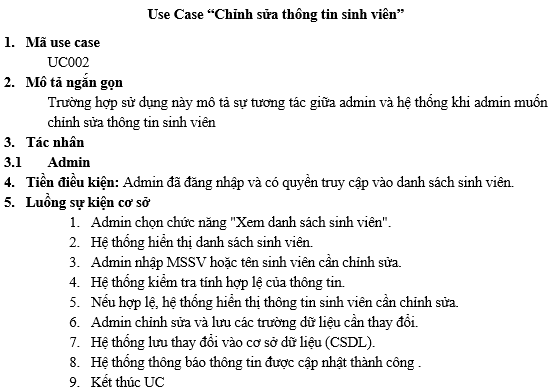 Use Case “Chỉnh sửa thông tin sinh viên”
1. Mã use case
UC002
2. Mô tả ngắn gọn
Trường hợp sử dụng này mô tả sự tương tác giữa admin và hệ thống khi admin muốn
chỉnh sửa thông tin sinh viên
3. Tác nhân
3.1 Admin
4. Tiền điều kiện: Admin đã đăng nhập và có quyền truy cập vào danh sách sinh viên.
5. Luồng sự kiện cơ sở
1. Admin chọn chức năng "Xem danh sách sinh viên".
2. Hệ thống hiển thị danh sách sinh viên.
3. Admin nhập MSSV hoặc tên sinh viên cần chỉnh sửa.
4. Hệ thống kiểm tra tính hợp lệ của thông tin.
5. Nếu hợp lệ, hệ thống hiển thị thông tin sinh viên cần chỉnh sửa.
6. Admin chỉnh sửa và lưu các trường dữ liệu cần thay đổi.
7. Hệ thống lưu thay đổi vào cơ sở dữ liệu (CSDL).
8. Hệ thống thông báo thông tin được cập nhật thành công .
9. Kết thúc UC